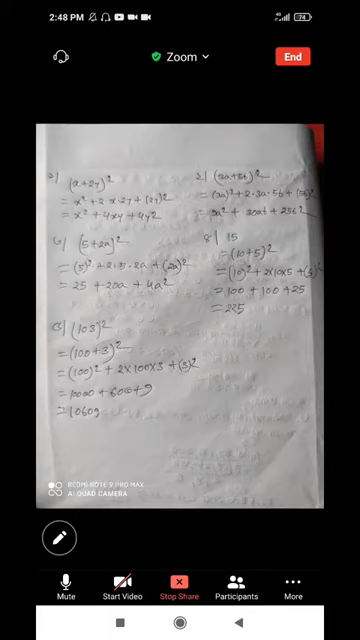 2:48 PM
4G
74
Zoom
End
(x+2y)²
= x² + 2·x·2y + (2y)²
= x² + 4xy + 4y²
(5+2a)²
= (5)² + 2·5·2a + (2a)²
= 25 + 20a + 4a²
(103)²
= (100+3)²
= (100)² + 2×100×3 + (3)²
= 10000 + 600 + 9
= 10609
(3a+5b)²
= (3a)² + 2·3a·5b + (5b)²
= 9a² + 30ab + 25b²
15
= (10+5)²
= (10)² + 2×10×5 + (5)²
= 100 + 100 + 25
= 225
REDMI NOTE 9 PRO MAX
AI QUAD CAMERA
Mute
Start Video
Stop Share
Participants
More